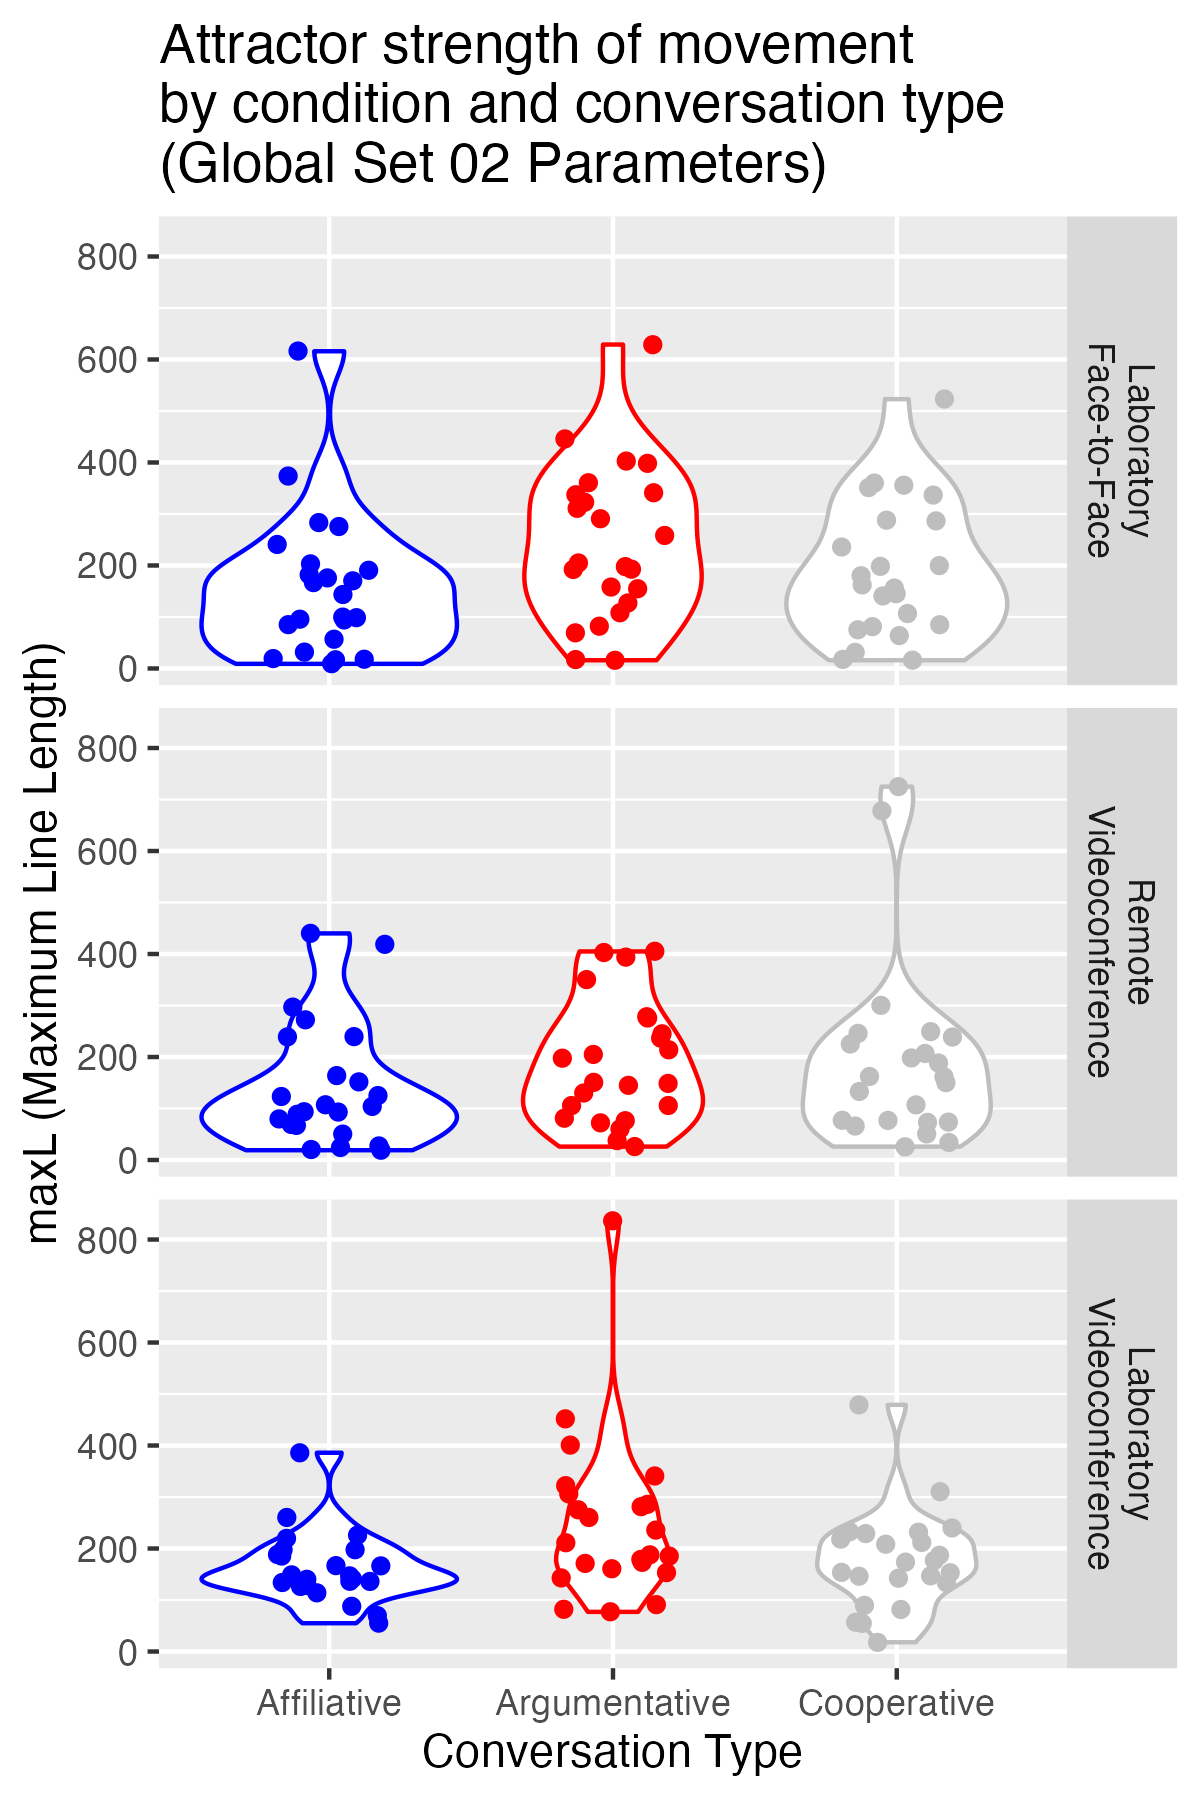 Attractor strength of movement
by condition and conversation type
(Global Set 02 Parameters)
maxL (Maximum Line Length)
800
600
400
200
0
Laboratory
Face-to-Face
800
600
400
200
0
Remote
Videoconference
800
600
400
200
0
Laboratory
Videoconference
Affiliative
Argumentative
Cooperative
Conversation Type